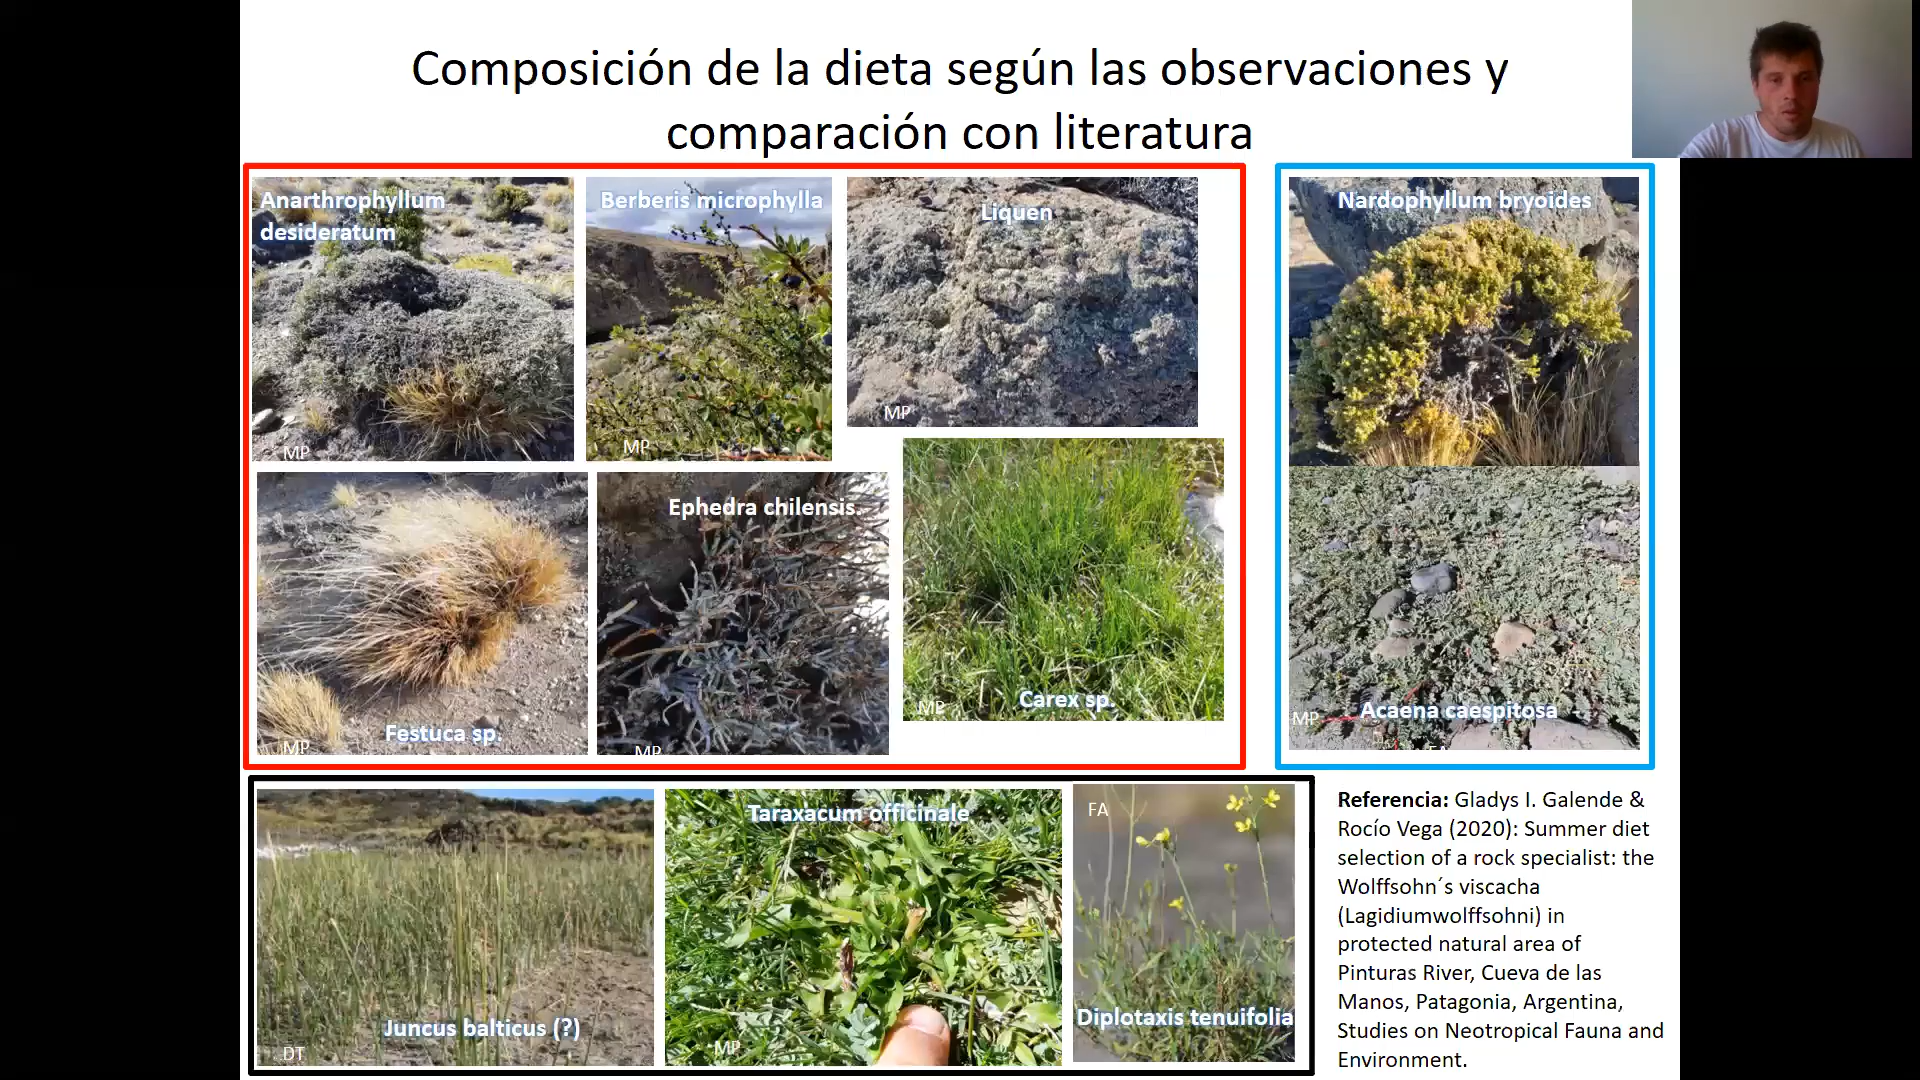 Composición de la dieta según las observaciones y
comparación con literatura
Anarthrophyllum
desideratum
MP
Berberis microphylla
MP
Liquen
MP
Nardophyllum bryoides
Festuca sp.
MP
Ephedra chilensis.
MP
Carex sp.
MP
Acaena caespitosa
MP
FA
Juncus balticus (?)
DT
Taraxacum officinale
MP
FA
Diplotaxis tenuifolia
Referencia: Gladys I. Galende &
Rocío Vega (2020): Summer diet
selection of a rock specialist: the
Wolffsohn´s viscacha
(Lagidiumwolffsohni) in
protected natural area of
Pinturas River, Cueva de las
Manos, Patagonia, Argentina,
Studies on Neotropical Fauna and
Environment.